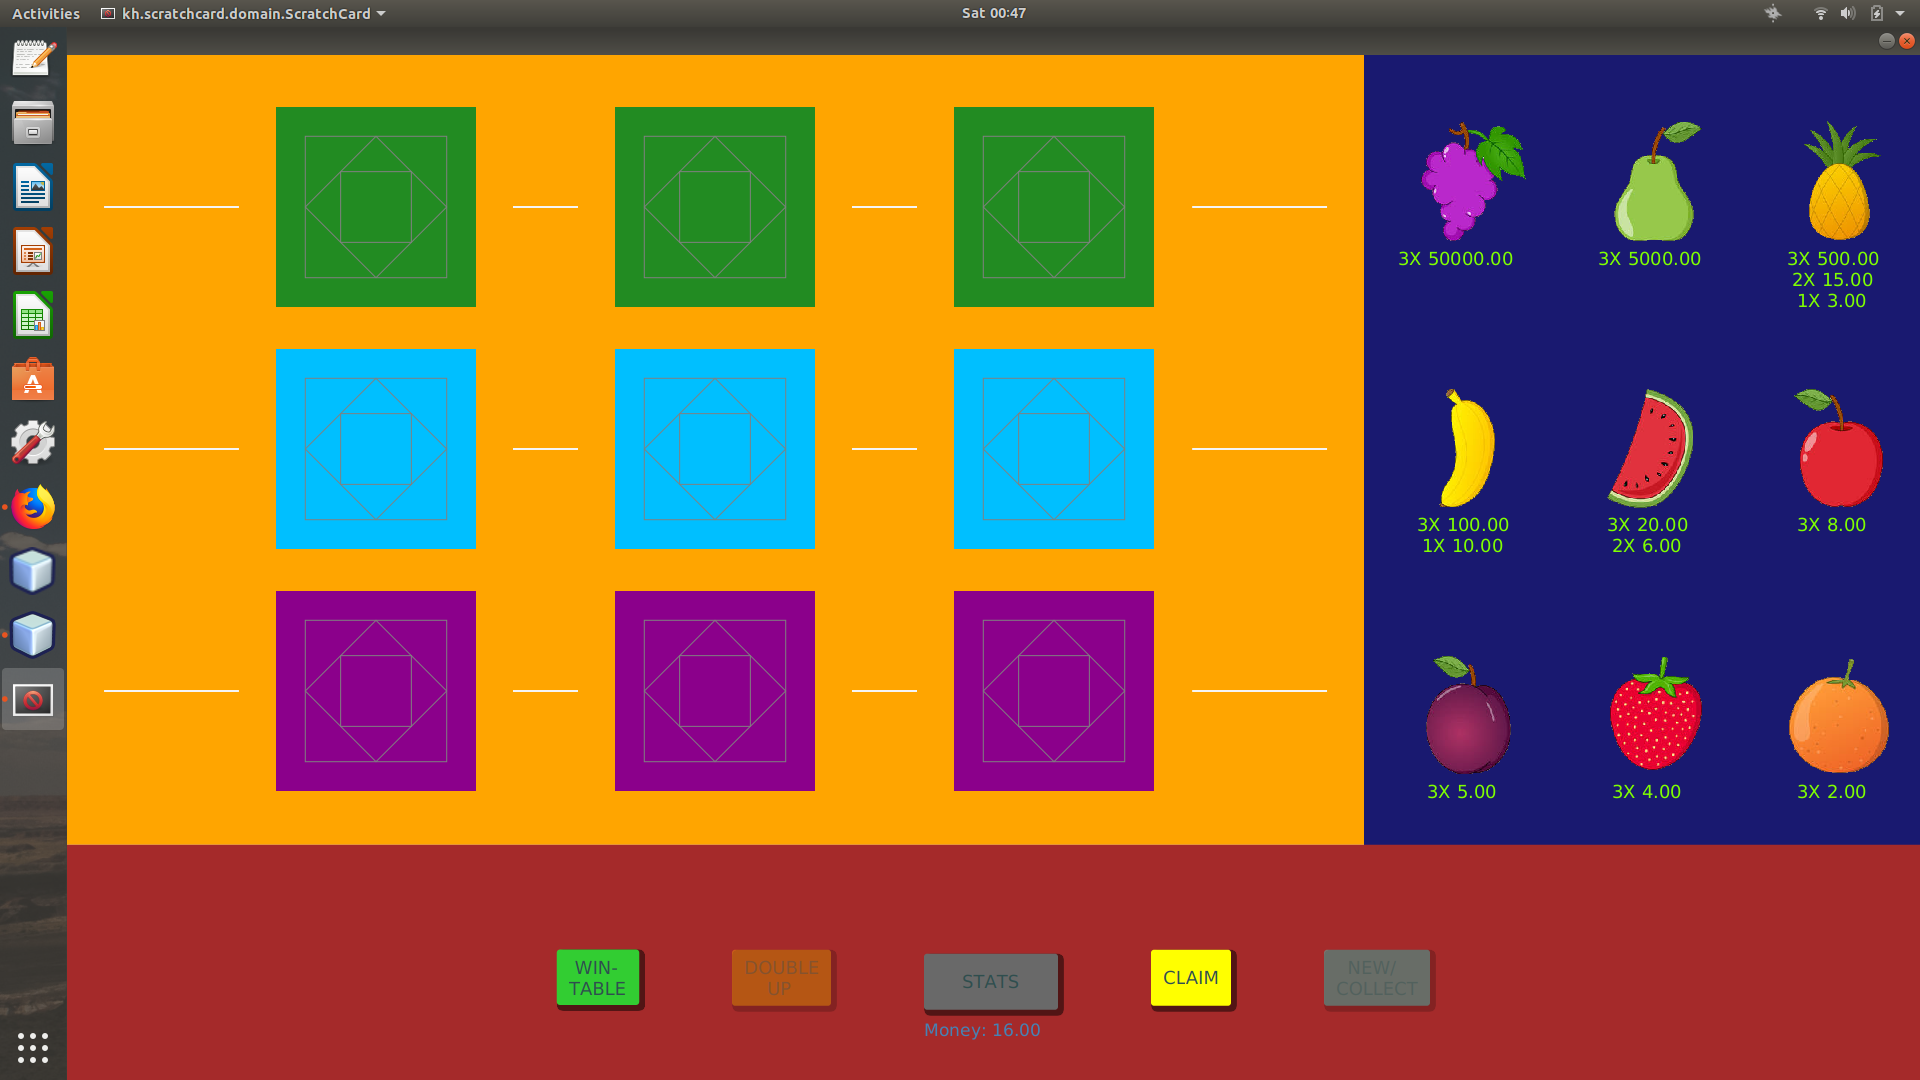 Activities
kh.scratchcard.domain.ScratchCard
Sat 00:47
3X 50000.00
3X 5000.00
3X 500.00
2X 15.00
1X 3.00
3X 100.00
1X 10.00
3X 20.00
2X 6.00
3X 8.00
3X 5.00
3X 4.00
3X 2.00
WIN-
TABLE
DOUBLE
UP
STATS
CLAIM
NEW/
COLLECT
Money: 16.00